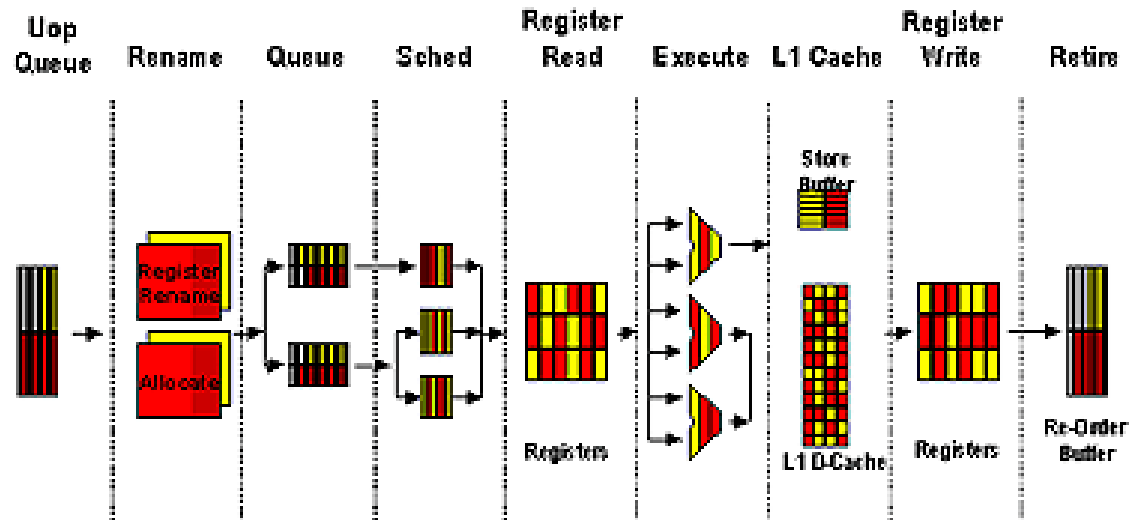 Uop
Queue
Rename
Queue
Sched
Register
Read
Execute
L1 Cache
Register
Write
Retire
Store
Buffer
Register
Rename
Allocate
Registers
L1 D-Cache
Registers
Re-Order
Buffer